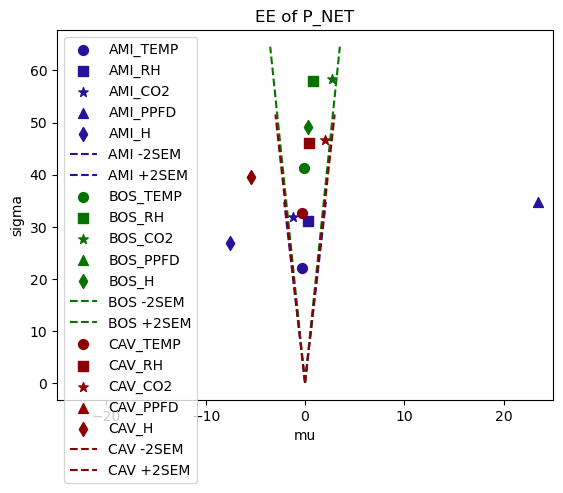 EE of P_NET
sigma
60
50
40
30
20
10
0
AMI_TEMP
AMI_RH
AMI_CO2
AMI_PPFD
AMI_H
AMI -2SEM
AMI +2SEM
BOS_TEMP
BOS_RH
BOS_CO2
BOS_PPFD
BOS_H
BOS -2SEM
BOS +2SEM
CAV_TEMP
CAV_RH
CAV_CO2
CAV_PPFD
CAV_H
CAV -2SEM
CAV +2SEM
−20 −10 0 10 20
mu